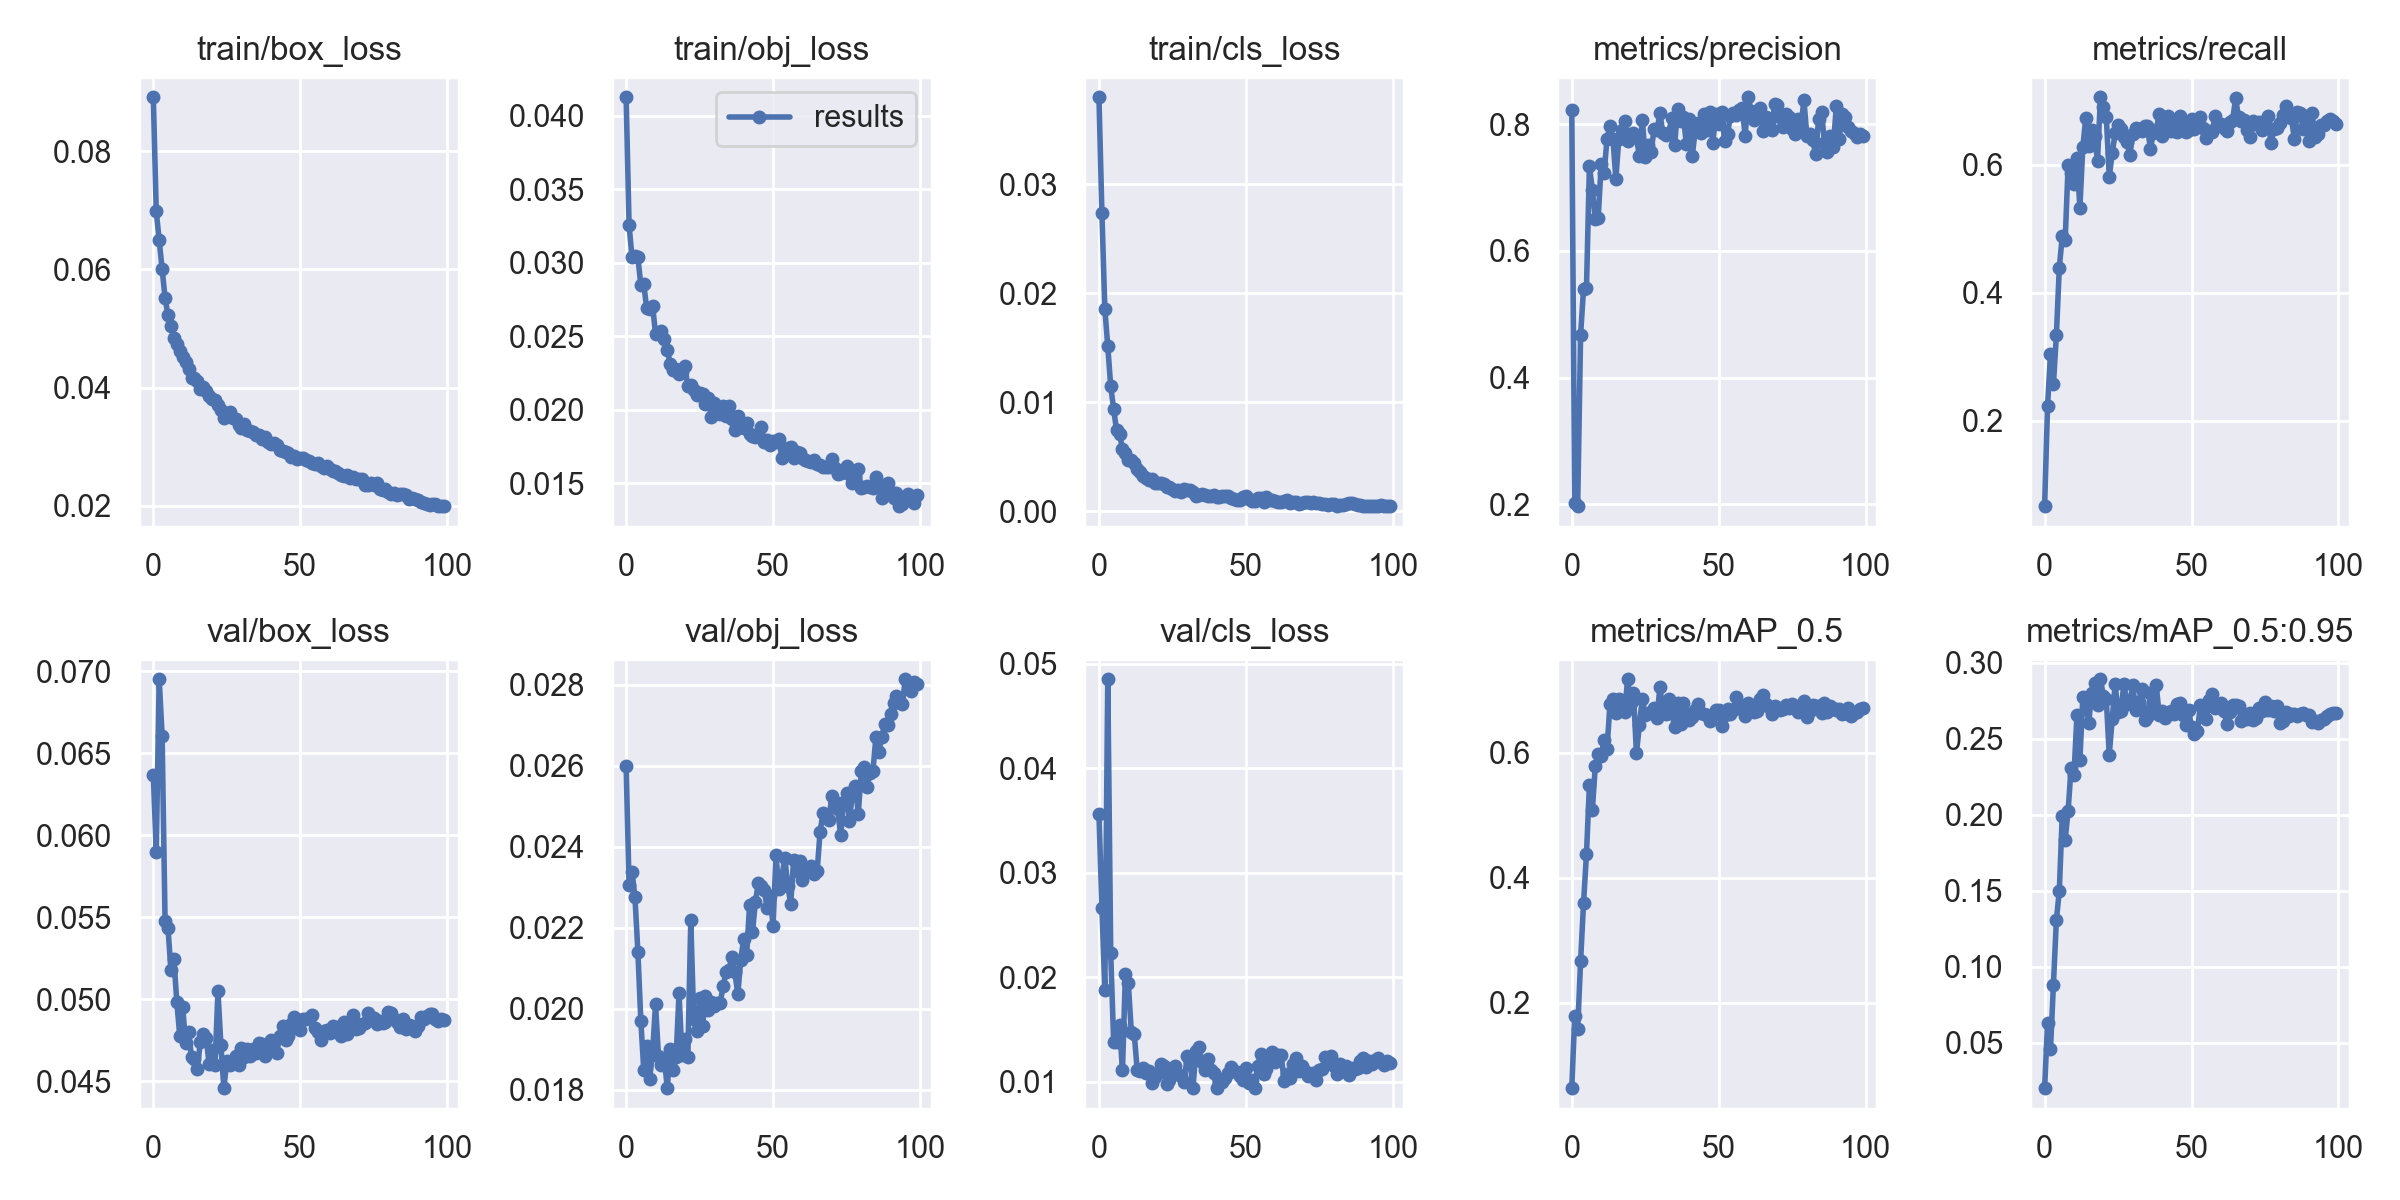 train/box_loss
0.08
0.06
0.04
0.02
0 50 100
train/obj_loss
results
0.040
0.035
0.030
0.025
0.020
0.015
0 50 100
train/cls_loss
0.03
0.02
0.01
0.00
0 50 100
metrics/precision
0.8
0.6
0.4
0.2
0 50 100
metrics/recall
0.6
0.4
0.2
0 50 100
val/box_loss
0.070
0.065
0.060
0.055
0.050
0.045
0 50 100
val/obj_loss
0.028
0.026
0.024
0.022
0.020
0.018
0 50 100
val/cls_loss
0.05
0.04
0.03
0.02
0.01
0 50 100
metrics/mAP_0.5
0.6
0.4
0.2
0 50 100
metrics/mAP_0.5:0.95
0.30
0.25
0.20
0.15
0.10
0.05
0 50 100